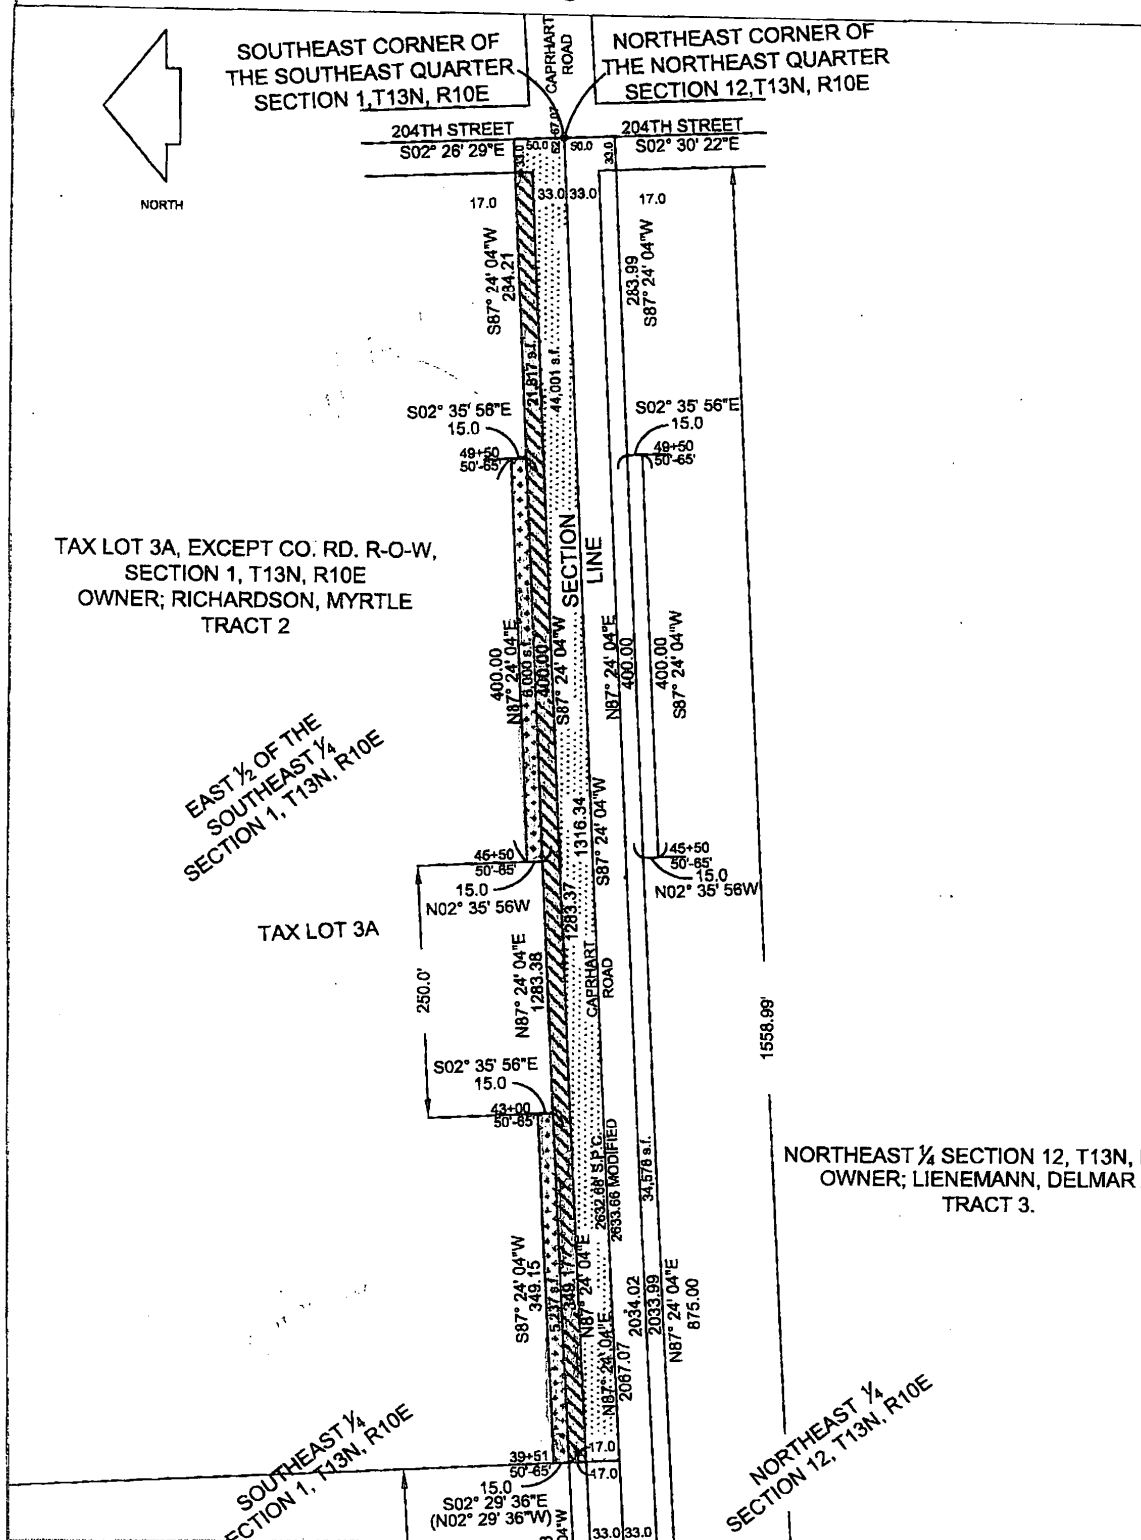 SOUTHEAST CORNER OF
THE SOUTHEAST QUARTER
SECTION 1,T13N, R10E
CAPRHART
ROAD
NORTHEAST CORNER OF
THE NORTHEAST QUARTER
SECTION 12,T13N, R10E
NORTH
204TH STREET
S02° 26' 29"E
204TH STREET
S02° 30' 22"E
33.0
50.0
67.07
50.0
33.0
17.0
33.0
33.0
17.0
S87° 24' 04"W
284.21
283.99
S87° 24' 04"W
21,817 s.f.
44,001 s.f.
S02° 35' 56"E
15.0
49+50
50'-65'
S02° 35' 56"E
15.0
49+50
50'-65'
SECTION
LINE
TAX LOT 3A, EXCEPT CO. RD. R-O-W,
SECTION 1, T13N, R10E
OWNER; RICHARDSON, MYRTLE
TRACT 2
400.00
N87° 24' 04"E
6,000 s.f.
400.00
S87° 24' 04"W
N87° 24' 04"E
400.00
400.00
S87° 24' 04"W
EAST ½ OF THE
SOUTHEAST ¼
SECTION 1, T13N, R10E
1316.34
S87° 24' 04"W
45+50
50'-65'
15.0
N02° 35' 56W
45+50
50'-65'
15.0
N02° 35' 56W
TAX LOT 3A
1283.37
N87° 24' 04"E
1283.38
250.0'
CAPRHART
ROAD
1558.99'
S02° 35' 56"E
15.0
43+00
50'-65'
2632.68' S.P.C.
2633.66 MODIFIED
34,578 s.f.
NORTHEAST ¼ SECTION 12, T13N,
OWNER; LIENEMANN, DELMAR
TRACT 3.
S87° 24' 04"W
349.15
5,237 s.f.
349.17
N87° 24' 04"E
N87° 24' 04"E
2067.07
2034.02
2033.99
N87° 24' 04"E
875.00
SOUTHEAST ¼
SECTION 1, T13N, R10E
NORTHEAST ¼
SECTION 12, T13N, R10E
39+51
50'-65'
15.0
S02° 29' 36"E
(N02° 29' 36"W)
17.0
17.0
33.0
33.0